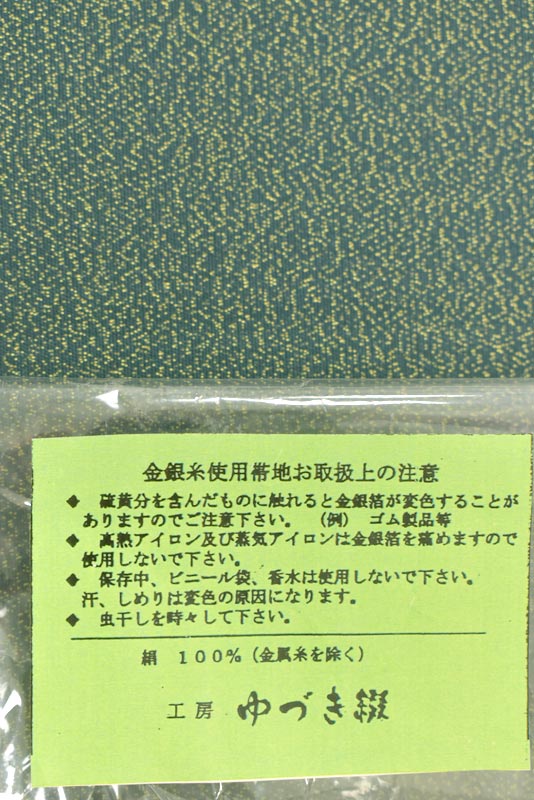 金銀糸使用帯地お取扱上の注意
◆ 硫黄分を含んだものに触れると金銀箔が変色することが
ありますのでご注意下さい。 (例) ゴム製品等
◆ 高熱アイロン及び蒸気アイロンは金銀箔を痛めますので
使用しないで下さい。
◆ 保存中、ビニール袋、香水は使用しないで下さい。
汗、しめりは変色の原因になります。
◆ 虫干しを時々して下さい。
絹 100% (金属糸を除く)
工房 ゆづき綴